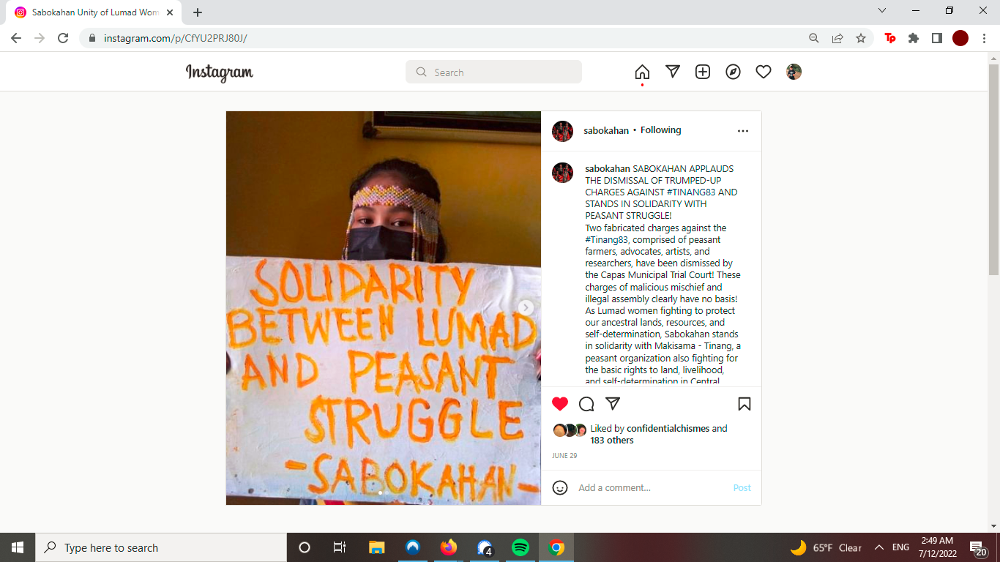 Sabokahan Unity of Lumad Wom
instagram.com/p/CfYU2PRJ80J/
Tp
Instagram
Search
SOLIDARITY
BETWEEN LUMAD
AND PEASANT
STRUGGLE
-SABOKAHAN-
sabokahan • Following
sabokahan SABOKAHAN APPLAUDS
THE DISMISSAL OF TRUMPED-UP
CHARGES AGAINST #TINANG83 AND
STANDS IN SOLIDARITY WITH
PEASANT STRUGGLE!
Two fabricated charges against the
#Tinang83, comprised of peasant
farmers, advocates, artists, and
researchers, have been dismissed by
the Capas Municipal Trial Court! These
charges of malicious mischief and
illegal assembly clearly have no basis!
As Lumad women fighting to protect
our ancestral lands, resources, and
self-determination, Sabokahan stands
in solidarity with Makisama - Tinang, a
peasant organization also fighting for
the basic rights to land, livelihood,
and self-determination in Central
Liked by confidentialchismes and
183 others
JUNE 29
Add a comment...
Post
Type here to search
4
65°F Clear
ENG
2:49 AM
7/12/2022
20